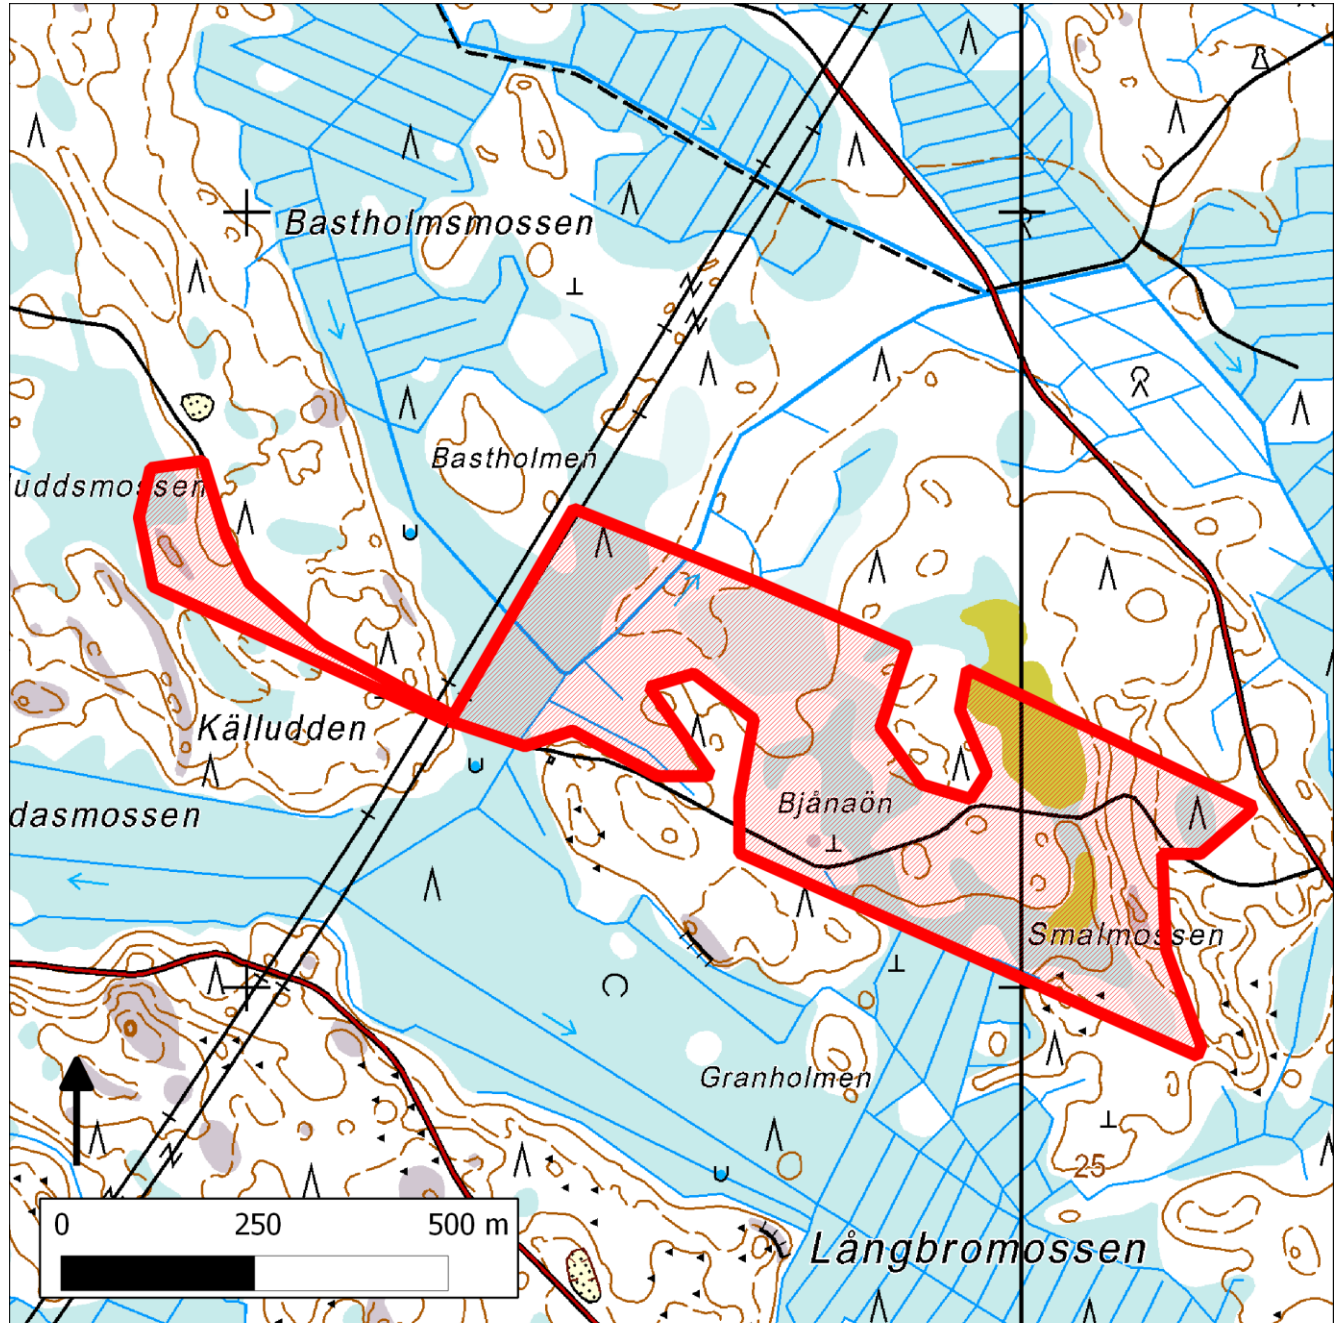 Bastholmsmossen
Bastholmen
uddsmossen
Källudden
dasmossen
Bjånaön
Smalmossen
Granholmen
25
0 250 500 m
Långbromossen